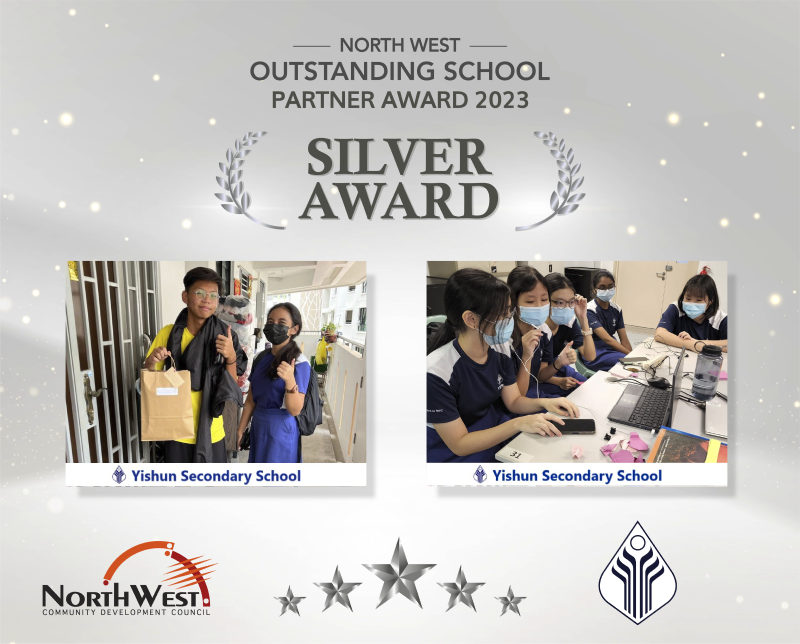 NORTH WEST
OUTSTANDING SCHOOL
PARTNER AWARD 2023
SILVER
AWARD
Yishun Secondary School
Yishun Secondary School
31
NORTHWEST
COMMUNITY DEVELOPMENT COUNCIL